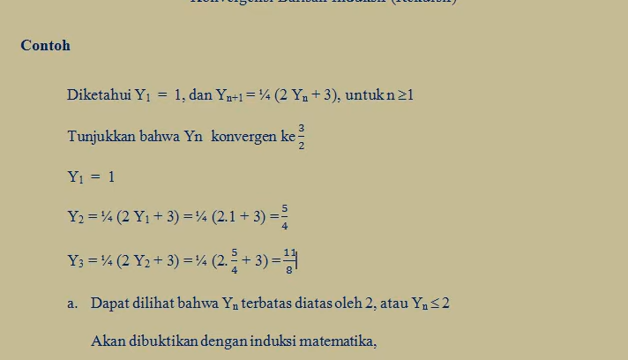 Contoh
Diketahui Y₁ = 1, dan Yₙ₊₁ = ¼ (2 Yₙ + 3), untuk n ≥1
Tunjukkan bahwa Yn konvergen ke 3/2
Y₁ = 1
Y₂ = ¼ (2 Y₁ + 3) = ¼ (2.1 + 3) = 5/4
Y₃ = ¼ (2 Y₂ + 3) = ¼ (2. 5/4 + 3) = 11/8
a. Dapat dilihat bahwa Yₙ terbatas diatas oleh 2, atau Yₙ ≤ 2
Akan dibuktikan dengan induksi matematika,